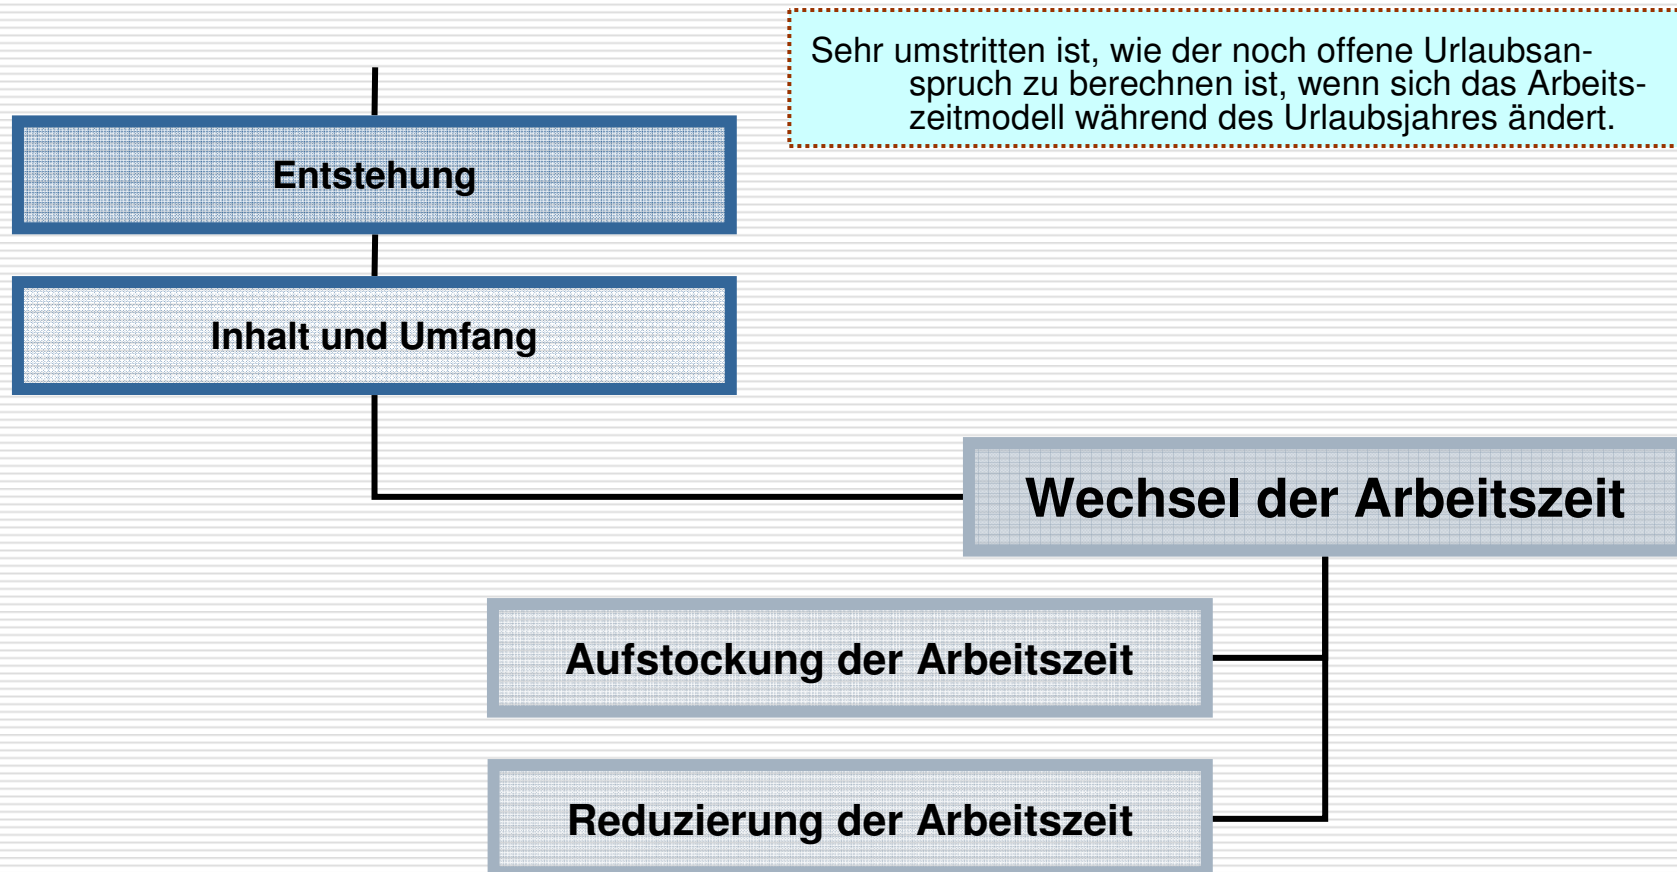 Sehr umstritten ist, wie der noch offene Urlaubsan-
spruch zu berechnen ist, wenn sich das Arbeits-
zeitmodell während des Urlaubsjahres ändert.
Entstehung
Inhalt und Umfang
Wechsel der Arbeitszeit
Aufstockung der Arbeitszeit
Reduzierung der Arbeitszeit